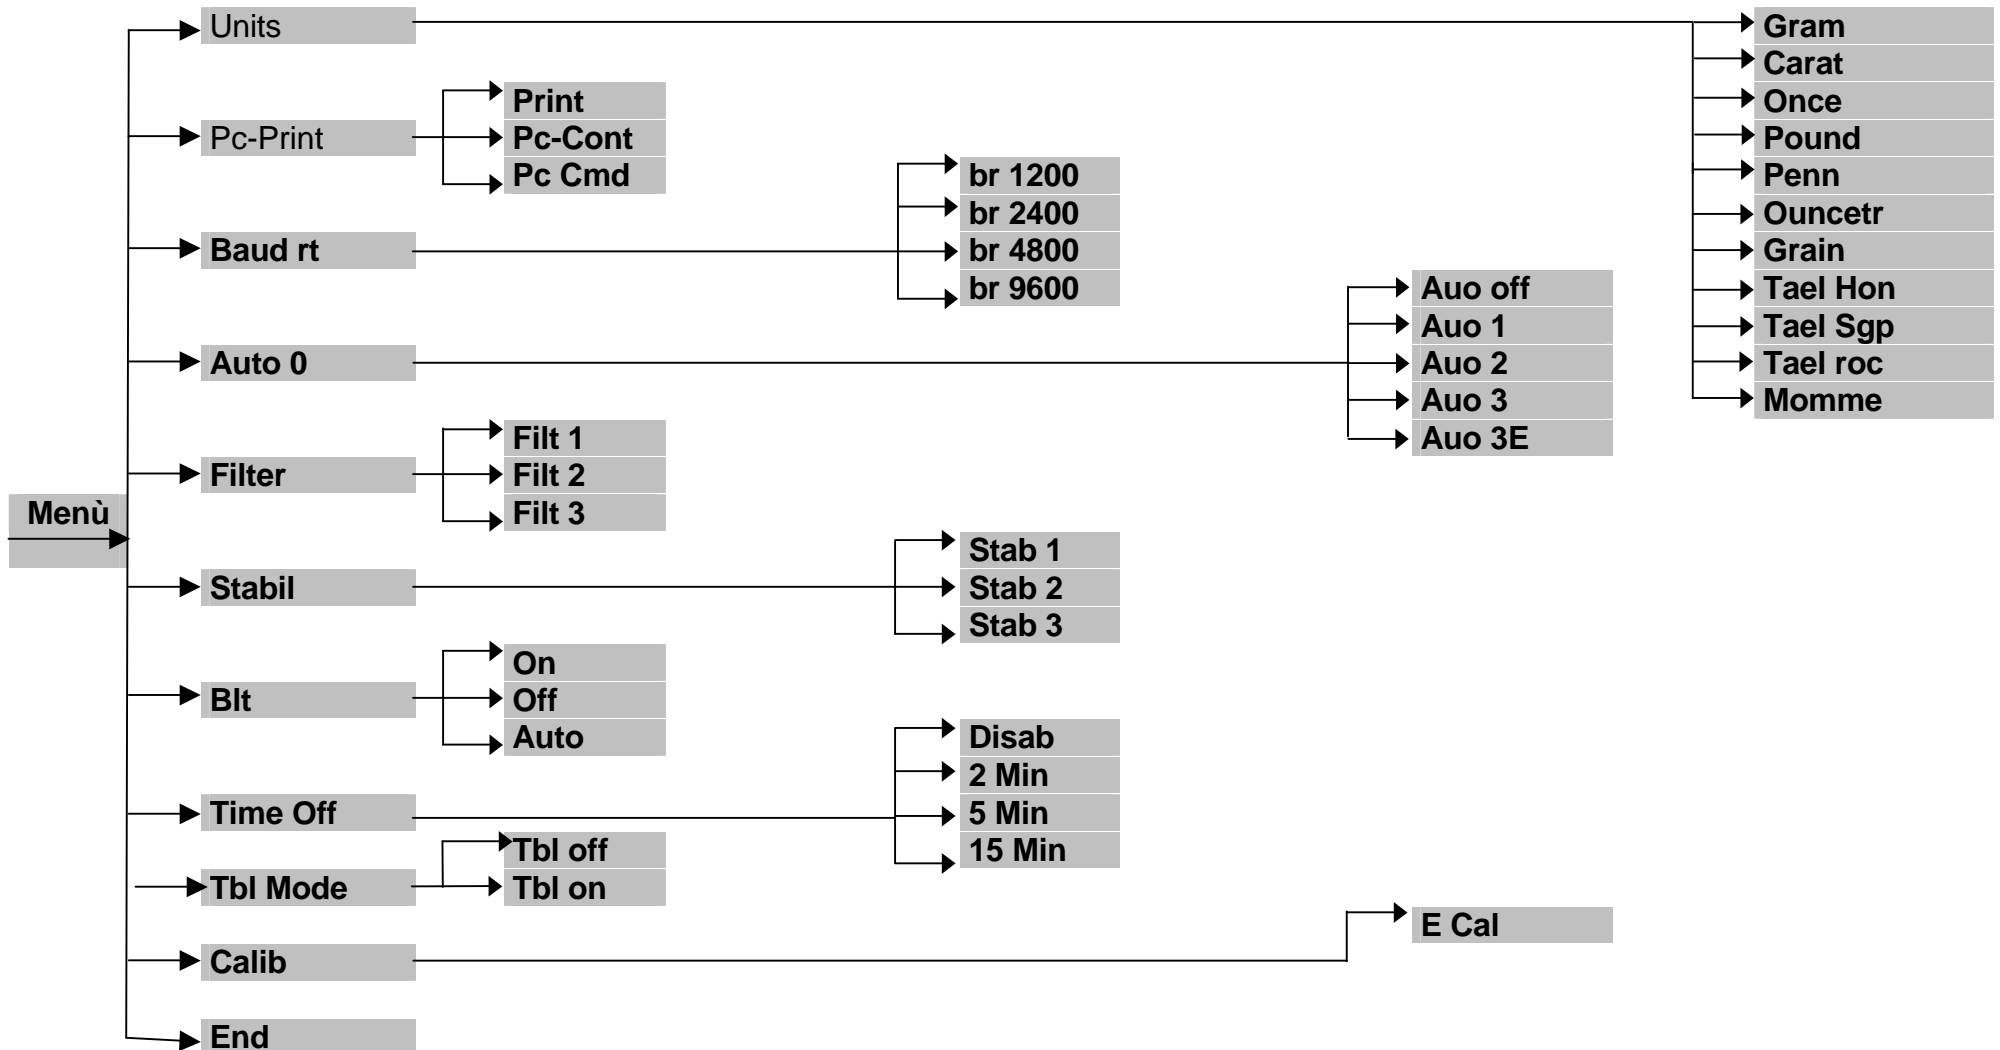 Menù
Units
Gram
Carat
Once
Pound
Penn
Ouncetr
Grain
Tael Hon
Tael Sgp
Tael roc
Momme
Pc-Print
Print
Pc-Cont
Pc Cmd
Baud rt
br 1200
br 2400
br 4800
br 9600
Auto 0
Auo off
Auo 1
Auo 2
Auo 3
Auo 3E
Filter
Filt 1
Filt 2
Filt 3
Stabil
Stab 1
Stab 2
Stab 3
Blt
On
Off
Auto
Time Off
Disab
2 Min
5 Min
15 Min
Tbl Mode
Tbl off
Tbl on
Calib
E Cal
End